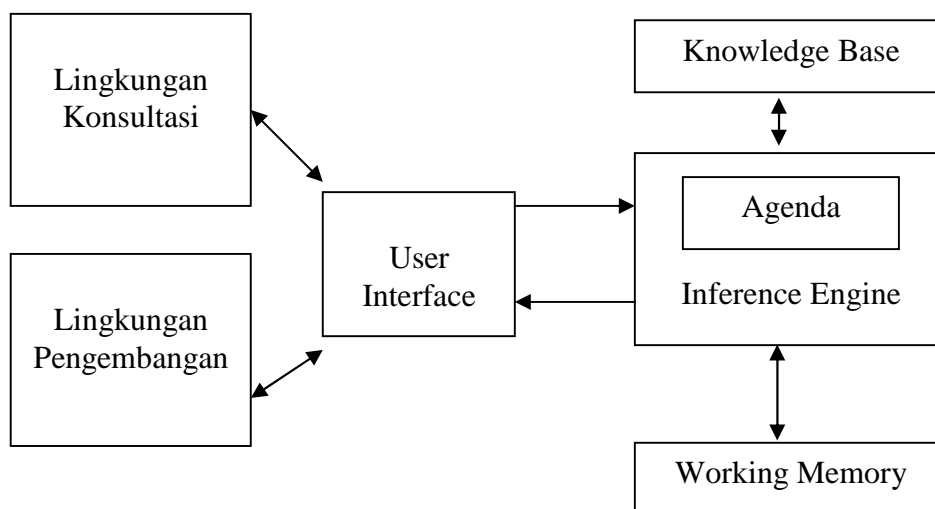 Lingkungan
Konsultasi
Lingkungan
Pengembangan
User
Interface
Knowledge Base
Agenda
Inference Engine
Working Memory